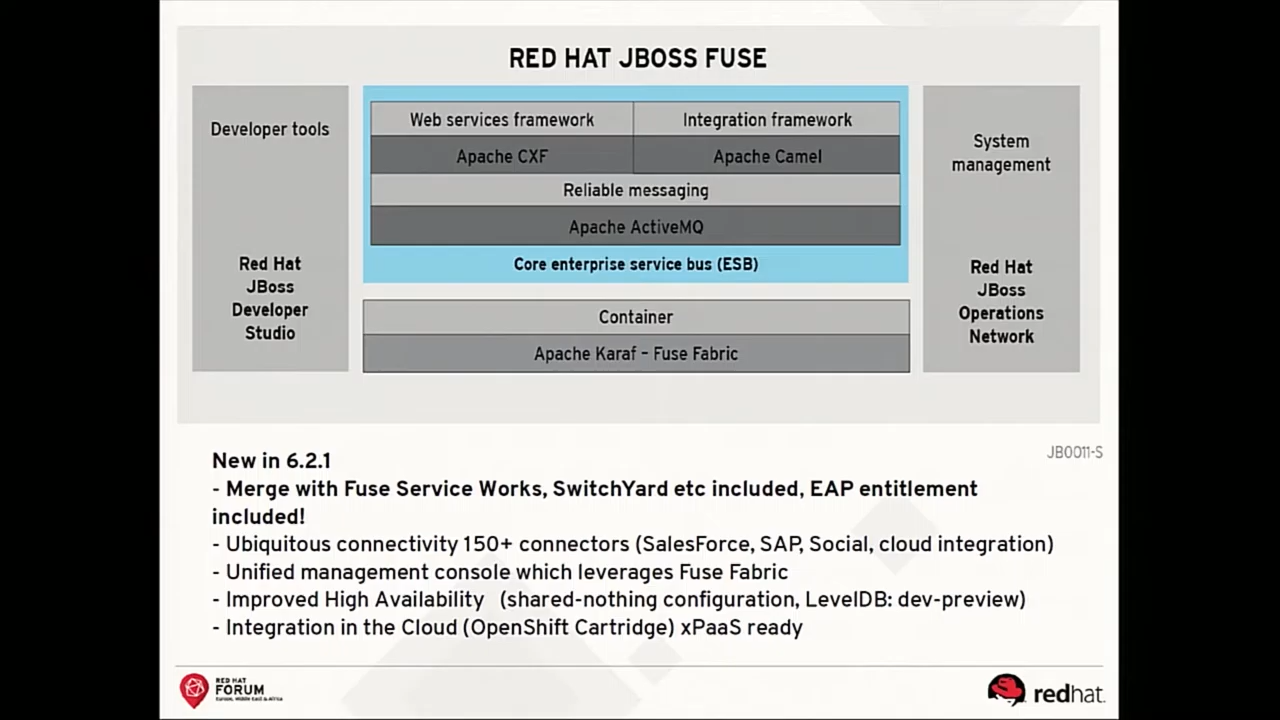 RED HAT JBOSS FUSE
Developer tools
Red Hat
JBoss
Developer
Studio
Web services framework
Integration framework
Apache CXF
Apache Camel
Reliable messaging
Apache ActiveMQ
Core enterprise service bus (ESB)
Container
Apache Karaf – Fuse Fabric
System
management
Red Hat
JBoss
Operations
Network
JB0011-S
New in 6.2.1
- Merge with Fuse Service Works, SwitchYard etc included, EAP entitlement
included!
- Ubiquitous connectivity 150+ connectors (SalesForce, SAP, Social, cloud integration)
- Unified management console which leverages Fuse Fabric
- Improved High Availability (shared-nothing configuration, LevelDB: dev-preview)
- Integration in the Cloud (OpenShift Cartridge) xPaaS ready
RED HAT
FORUM
Europe, Middle East & Africa
redhat.